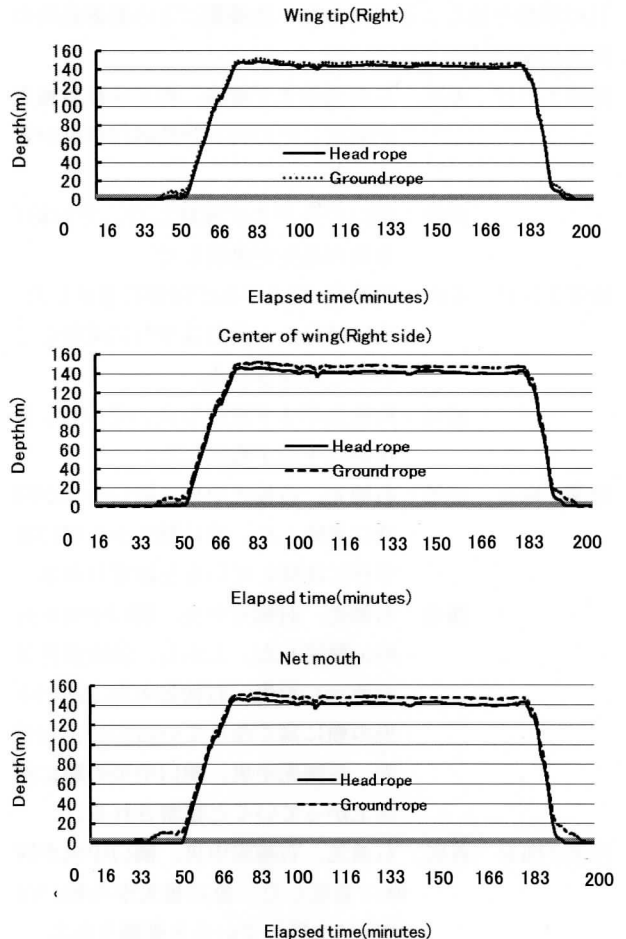 Wing tip(Right)
160
140
120
100
80
60
40
20
0
Depth(m)
Head rope
Ground rope
0 16 33 50 66 83 100 116 133 150 166 183 200
Elapsed time(minutes)
Center of wing(Right side)
160
140
120
100
80
60
40
20
0
Depth(m)
Head rope
Ground rope
0 16 33 50 66 83 100 116 133 150 166 183 200
Elapsed time(minutes)
Net mouth
160
140
120
100
80
60
40
20
0
Depth(m)
Head rope
Ground rope
0 16 33 50 66 83 100 116 133 150 166 183 200
Elapsed time(minutes)